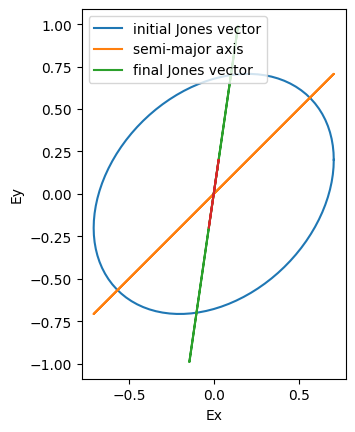 initial Jones vector
semi-major axis
final Jones vector
1.00
0.75
0.50
0.25
0.00
−0.25
−0.50
−0.75
−1.00
Ey
−0.5
0.0
0.5
Ex